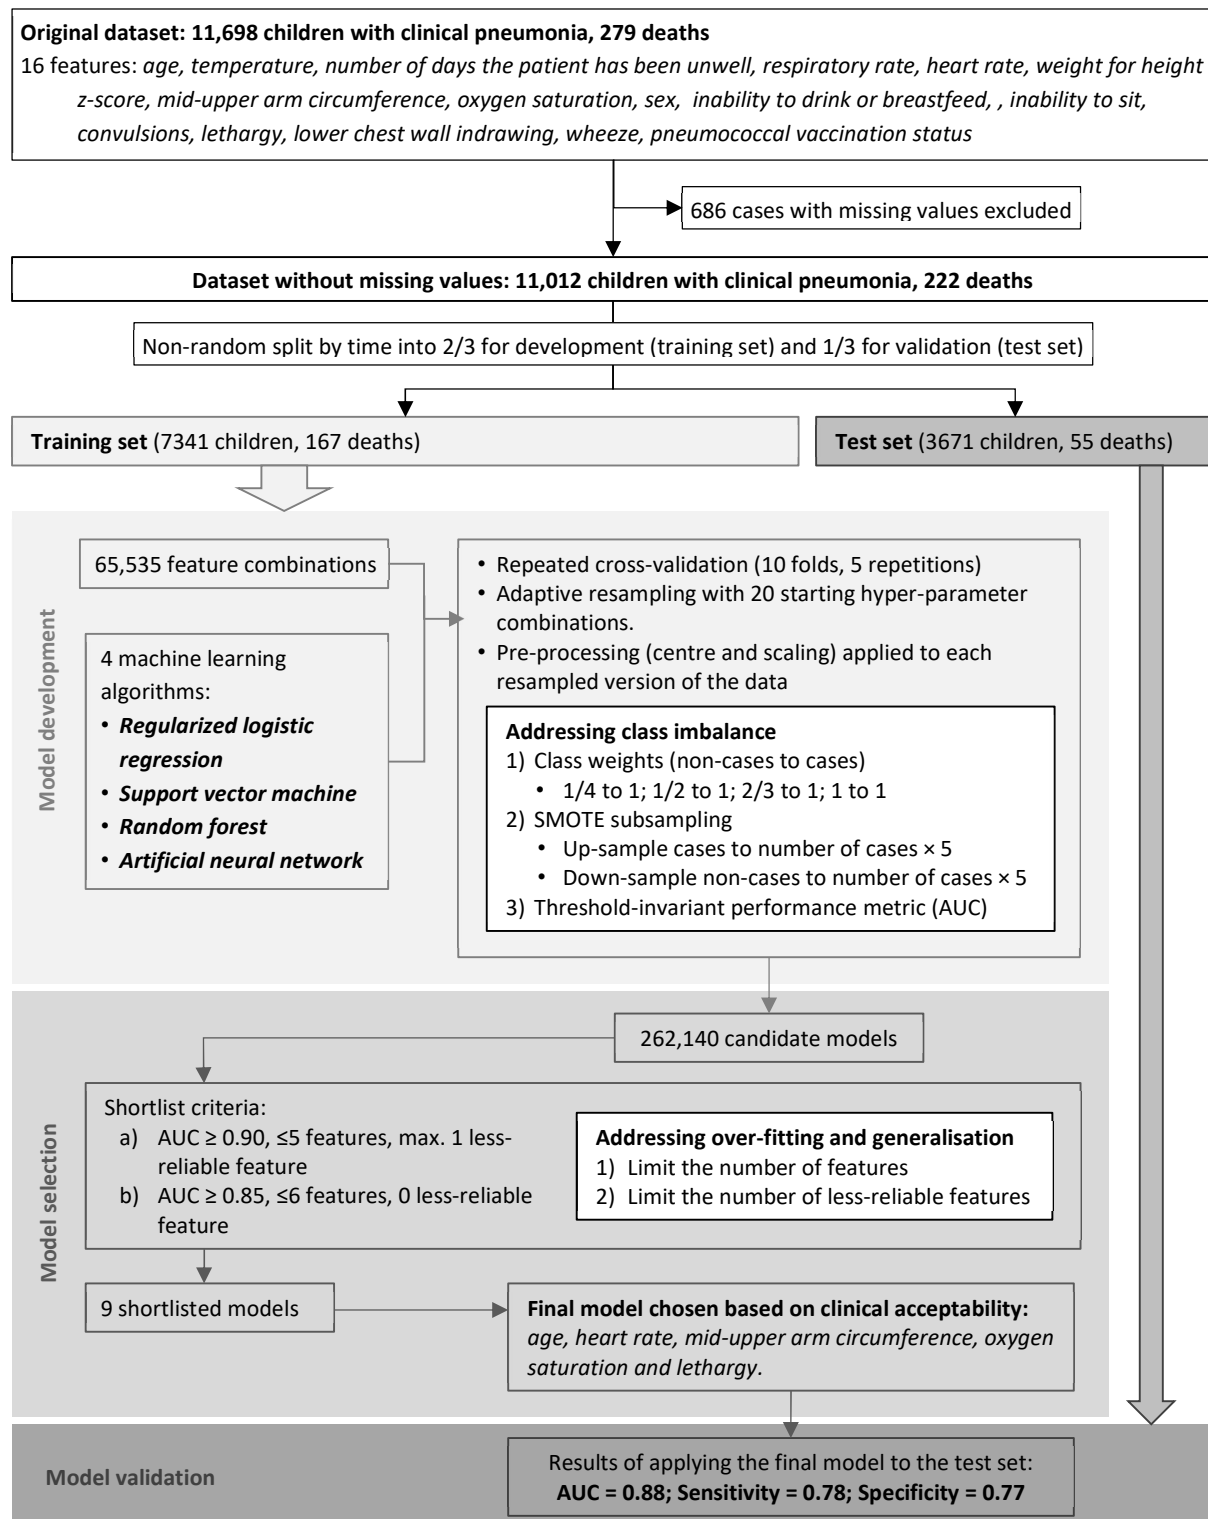 Original dataset: 11,698 children with clinical pneumonia, 279 deaths
16 features: age, temperature, number of days the patient has been unwell, respiratory rate, heart rate, weight for height
z-score, mid-upper arm circumference, oxygen saturation, sex, inability to drink or breastfeed, , inability to sit,
convulsions, lethargy, lower chest wall indrawing, wheeze, pneumococcal vaccination status
686 cases with missing values excluded
Dataset without missing values: 11,012 children with clinical pneumonia, 222 deaths
Non-random split by time into 2/3 for development (training set) and 1/3 for validation (test set)
Training set (7341 children, 167 deaths)
Test set (3671 children, 55 deaths)
Model development
65,535 feature combinations
4 machine learning
algorithms:
• Regularized logistic
regression
• Support vector machine
• Random forest
• Artificial neural network
• Repeated cross-validation (10 folds, 5 repetitions)
• Adaptive resampling with 20 starting hyper-parameter
combinations.
• Pre-processing (centre and scaling) applied to each
resampled version of the data
Addressing class imbalance
1) Class weights (non-cases to cases)
• 1/4 to 1; 1/2 to 1; 2/3 to 1; 1 to 1
2) SMOTE subsampling
• Up-sample cases to number of cases × 5
• Down-sample non-cases to number of cases × 5
3) Threshold-invariant performance metric (AUC)
Model selection
262,140 candidate models
Shortlist criteria:
a) AUC ≥ 0.90, ≤5 features, max. 1 less-
reliable feature
b) AUC ≥ 0.85, ≤6 features, 0 less-reliable
feature
Addressing over-fitting and generalisation
1) Limit the number of features
2) Limit the number of less-reliable features
9 shortlisted models
Final model chosen based on clinical acceptability:
age, heart rate, mid-upper arm circumference, oxygen
saturation and lethargy.
Model validation
Results of applying the final model to the test set:
AUC = 0.88; Sensitivity = 0.78; Specificity = 0.77